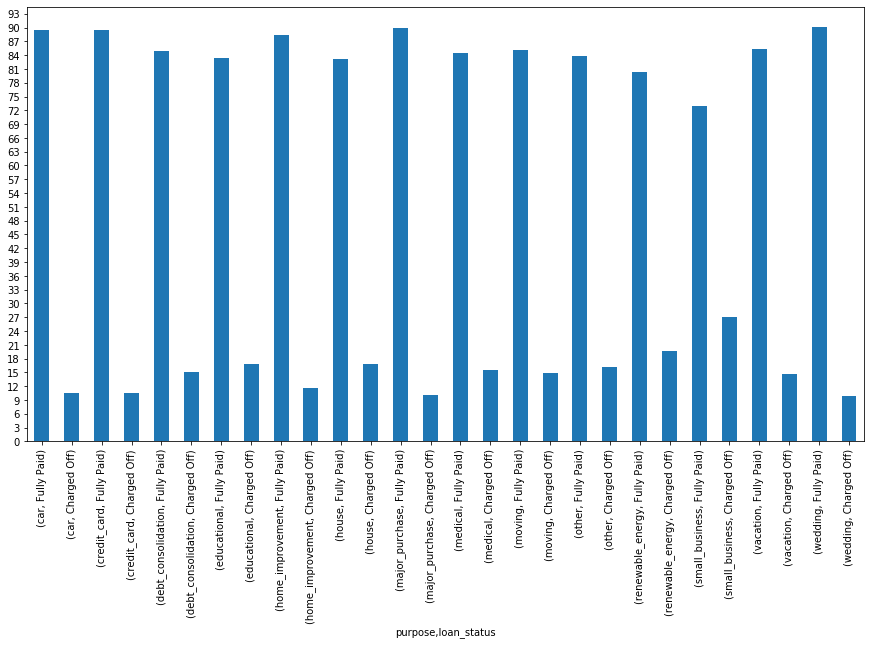 93
90
87
84
81
78
75
72
69
66
63
60
57
54
51
48
45
42
39
36
33
30
27
24
21
18
15
12
9
6
3
0
(car, Fully Paid)
(car, Charged Off)
(credit_card, Fully Paid)
(credit_card, Charged Off)
(debt_consolidation, Fully Paid)
(debt_consolidation, Charged Off)
(educational, Fully Paid)
(educational, Charged Off)
(home_improvement, Fully Paid)
(home_improvement, Charged Off)
(house, Fully Paid)
(house, Charged Off)
(major_purchase, Fully Paid)
(major_purchase, Charged Off)
(medical, Fully Paid)
(medical, Charged Off)
(moving, Fully Paid)
(moving, Charged Off)
(other, Fully Paid)
(other, Charged Off)
(renewable_energy, Fully Paid)
(renewable_energy, Charged Off)
(small_business, Fully Paid)
(small_business, Charged Off)
(vacation, Fully Paid)
(vacation, Charged Off)
(wedding, Fully Paid)
(wedding, Charged Off)
purpose,loan_status